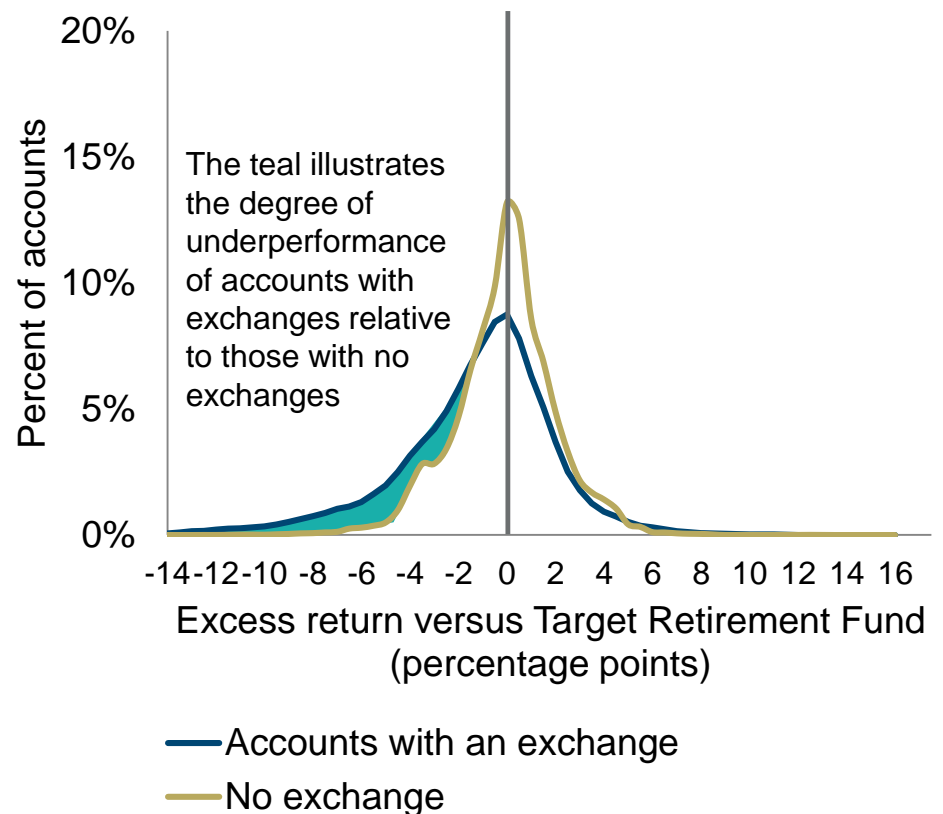 20%
15%
10%
5%
0%
Percent of accounts
The teal illustrates
the degree of
underperformance
of accounts with
exchanges relative
to those with no
exchanges
-14 -12 -10 -8 -6 -4 -2 0 2 4 6 8 10 12 14 16
Excess return versus Target Retirement Fund
(percentage points)
Accounts with an exchange
No exchange